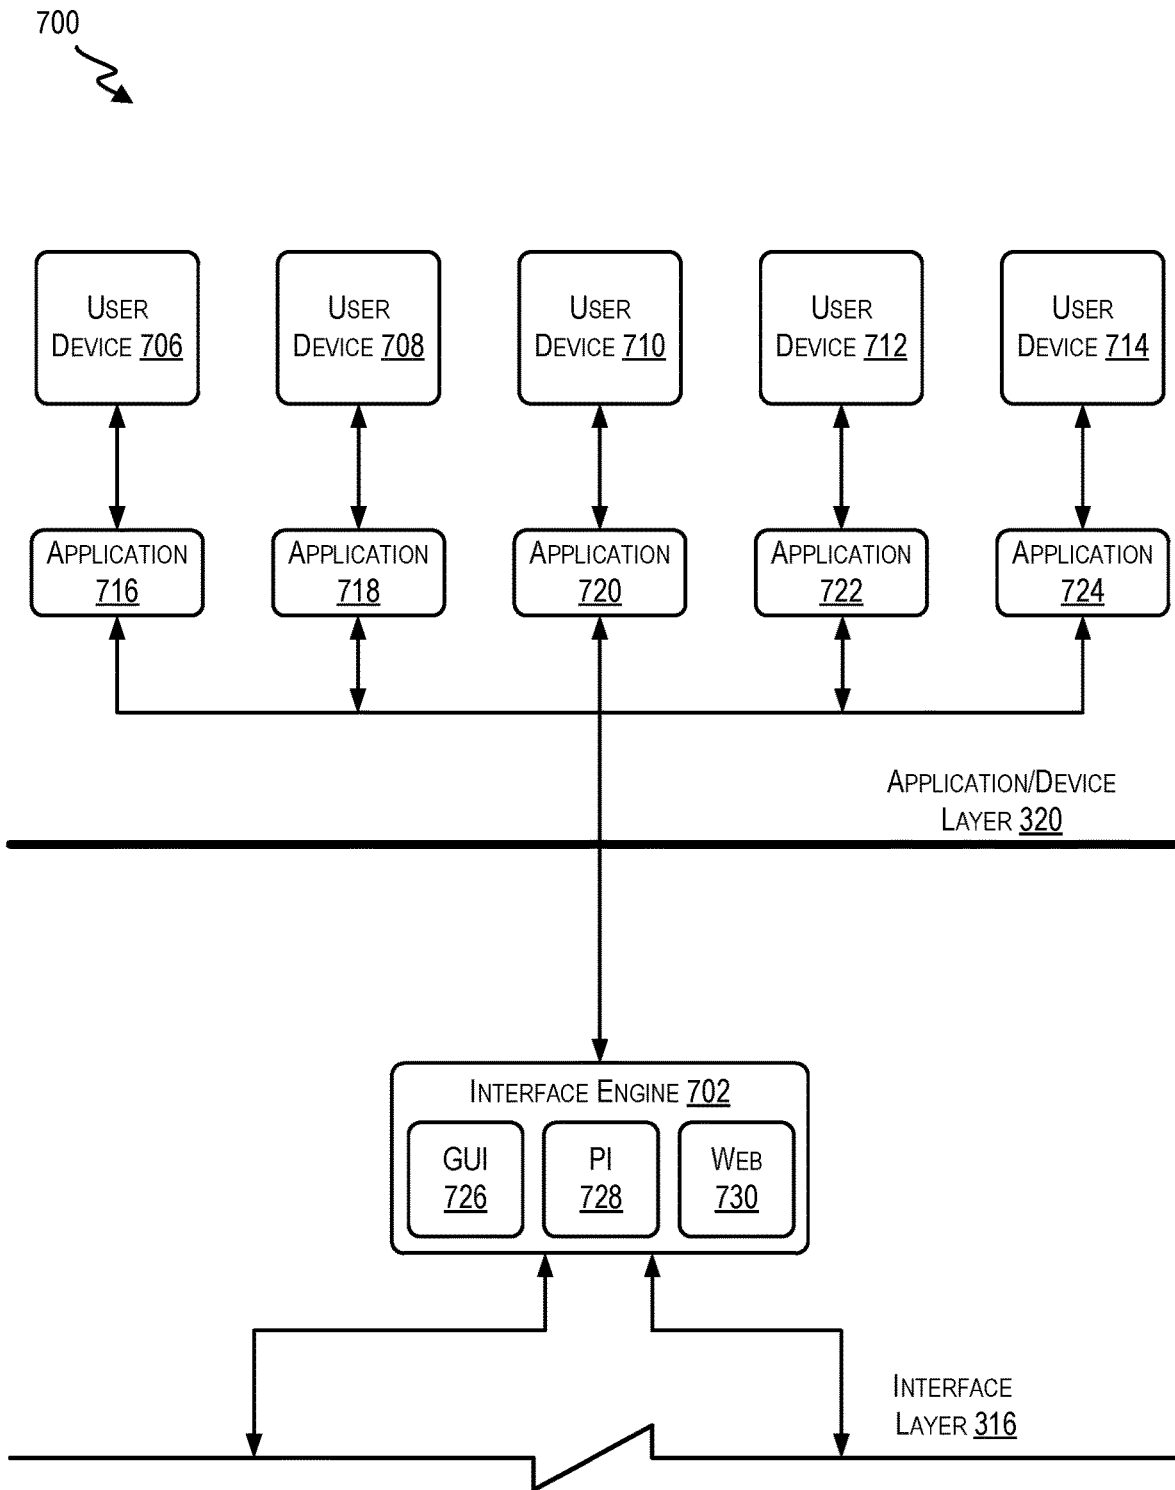 700
USER
DEVICE 706
USER
DEVICE 708
USER
DEVICE 710
USER
DEVICE 712
USER
DEVICE 714
APPLICATION
716
APPLICATION
718
APPLICATION
720
APPLICATION
722
APPLICATION
724
APPLICATION/DEVICE
LAYER 320
INTERFACE ENGINE 702
GUI
726
PI
728
WEB
730
INTERFACE
LAYER 316